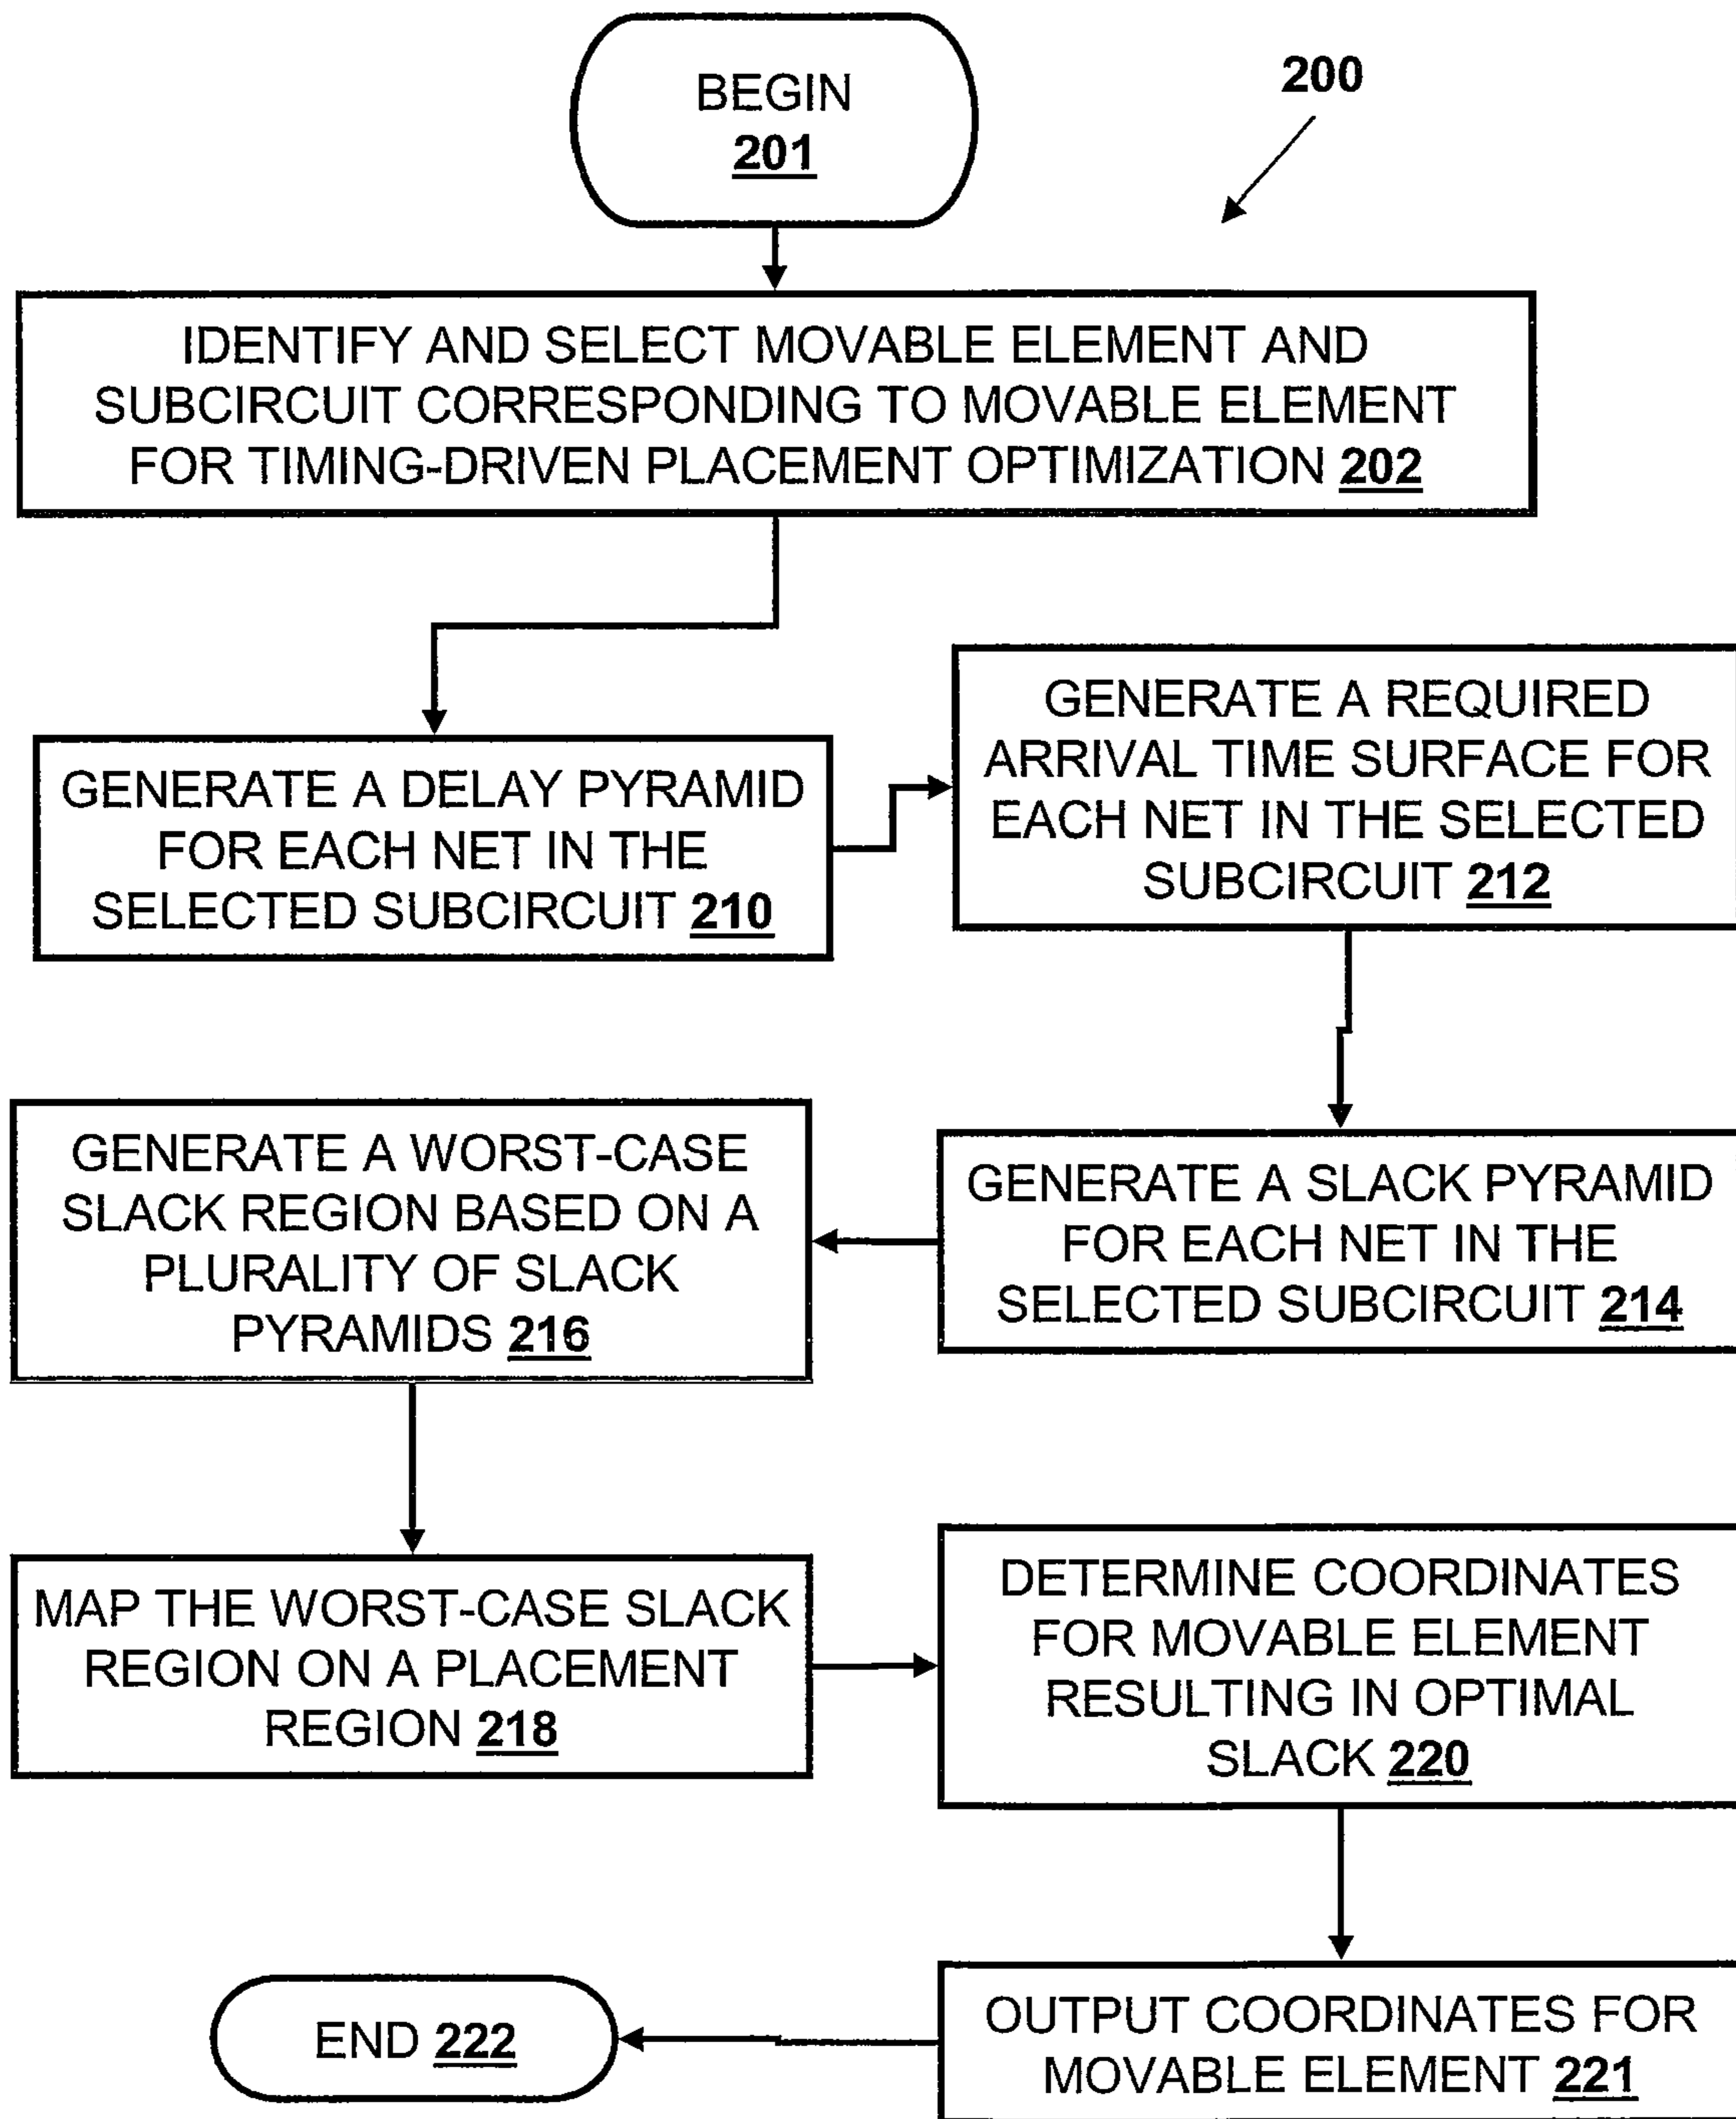 BEGIN
201
200
IDENTIFY AND SELECT MOVABLE ELEMENT AND
SUBCIRCUIT CORRESPONDING TO MOVABLE ELEMENT
FOR TIMING-DRIVEN PLACEMENT OPTIMIZATION 202
GENERATE A DELAY PYRAMID
FOR EACH NET IN THE
SELECTED SUBCIRCUIT 210
GENERATE A REQUIRED
ARRIVAL TIME SURFACE FOR
EACH NET IN THE SELECTED
SUBCIRCUIT 212
GENERATE A SLACK PYRAMID
FOR EACH NET IN THE
SELECTED SUBCIRCUIT 214
GENERATE A WORST-CASE
SLACK REGION BASED ON A
PLURALITY OF SLACK
PYRAMIDS 216
MAP THE WORST-CASE SLACK
REGION ON A PLACEMENT
REGION 218
DETERMINE COORDINATES
FOR MOVABLE ELEMENT
RESULTING IN OPTIMAL
SLACK 220
OUTPUT COORDINATES FOR
MOVABLE ELEMENT 221
END 222